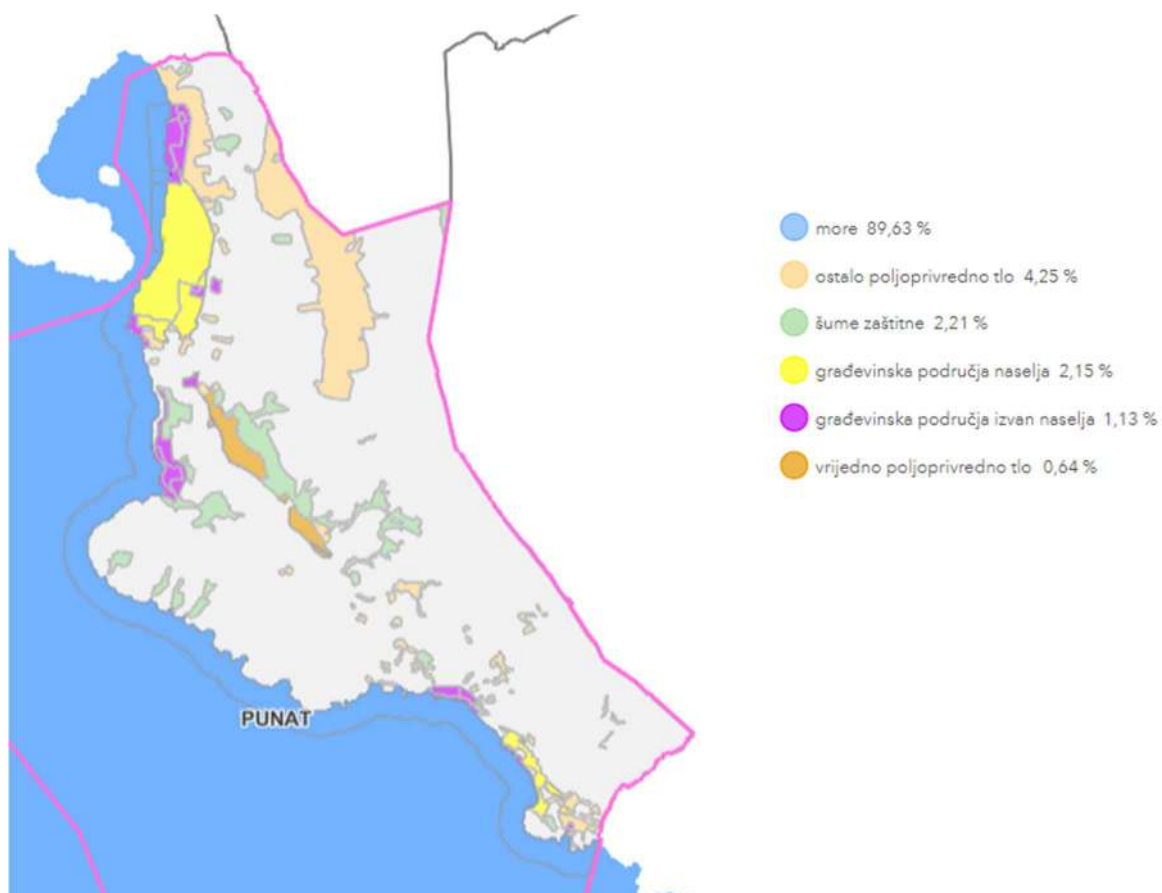 more 89,63 %
ostalo poljoprivredno tlo 4,25 %
šume zaštitne 2,21 %
građevinska područja naselja 2,15 %
građevinska područja izvan naselja 1,13 %
vrijedno poljoprivredno tlo 0,64 %
PUNAT